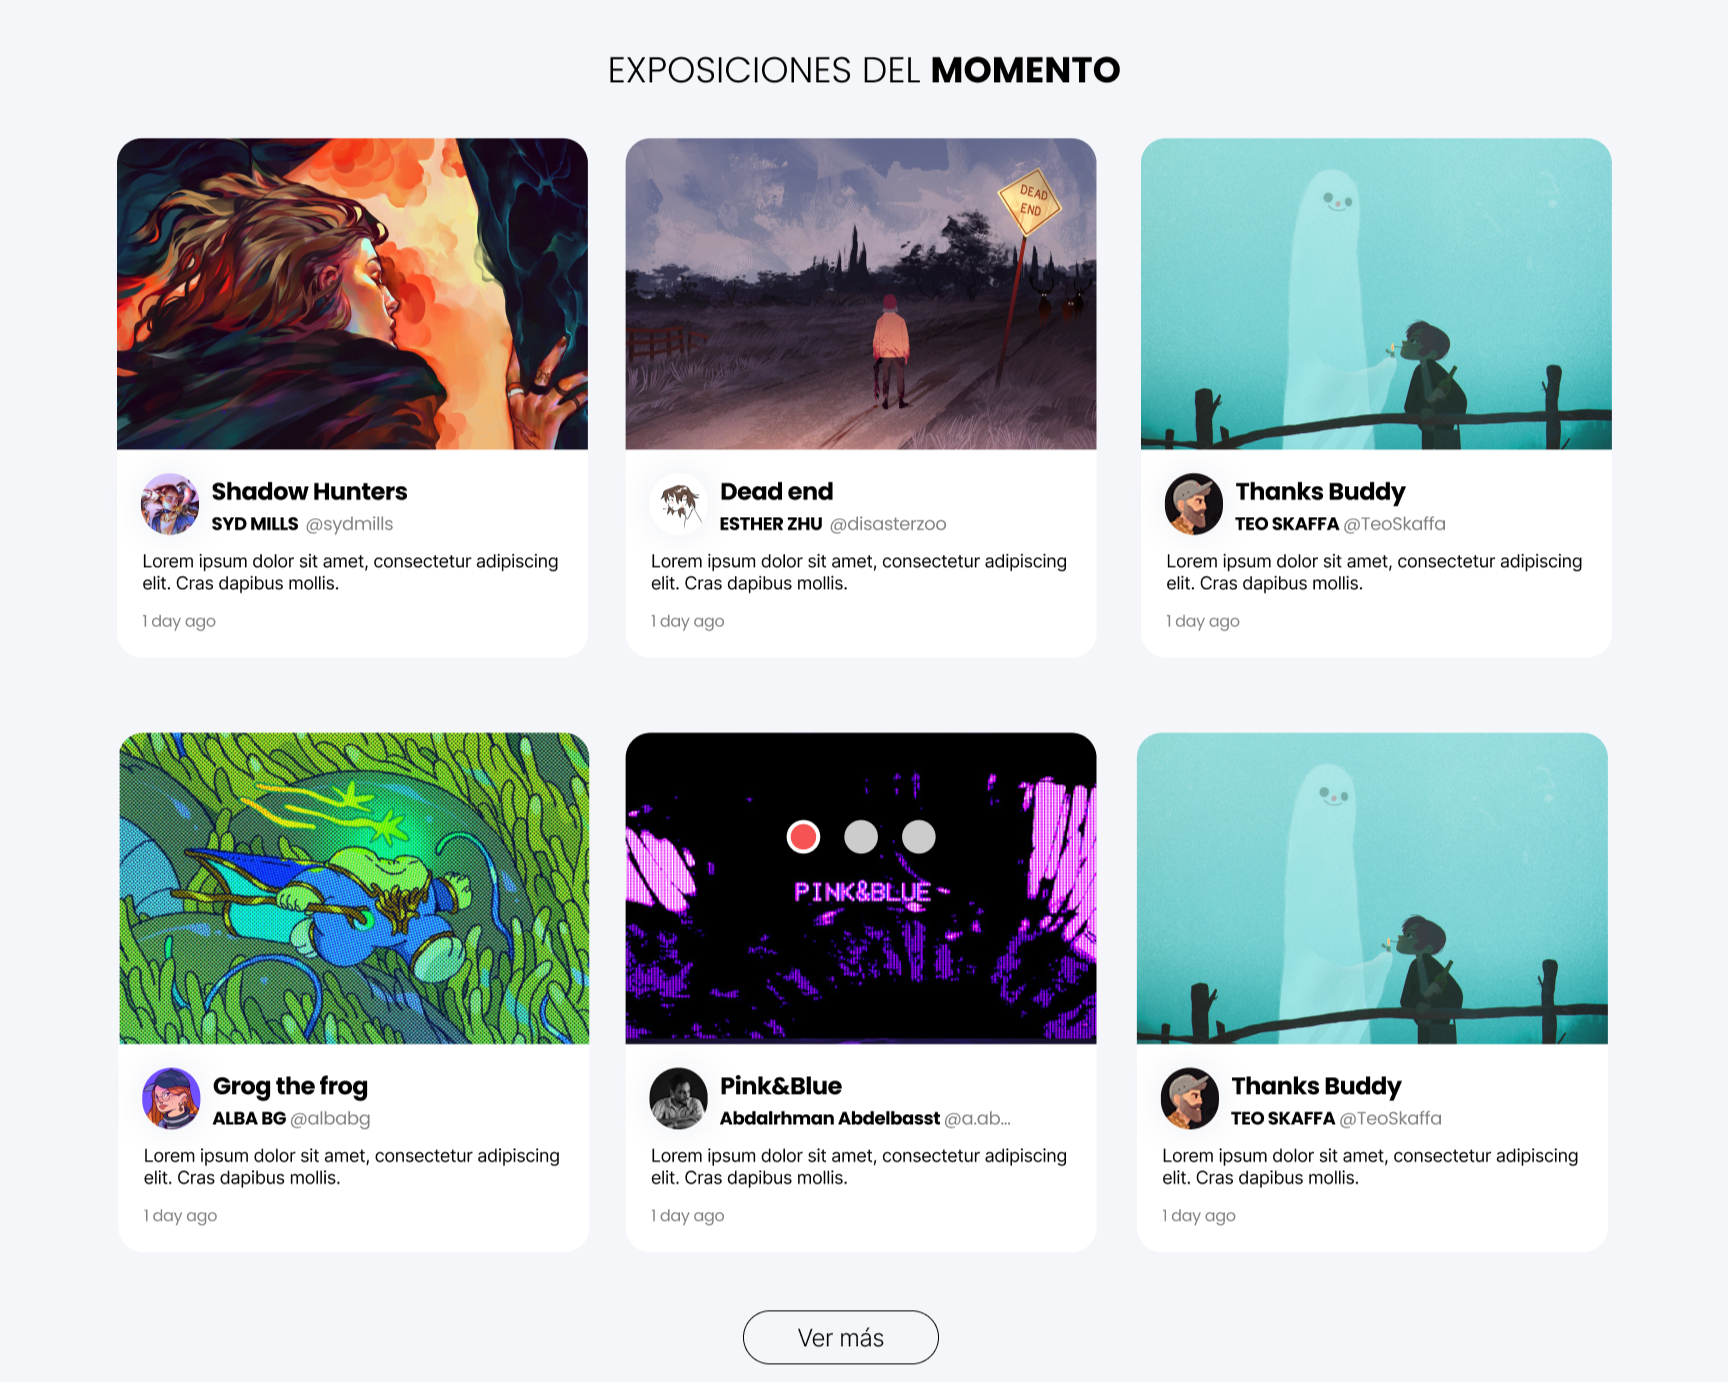 EXPOSICIONES DEL MOMENTO
DEAD
END
Shadow Hunters
SYD MILLS @sydmills
Lorem ipsum dolor sit amet, consectetur adipiscing
elit. Cras dapibus mollis.
1 day ago
Dead end
ESTHER ZHU @disasterzoo
Lorem ipsum dolor sit amet, consectetur adipiscing
elit. Cras dapibus mollis.
1 day ago
Thanks Buddy
TEO SKAFFA @TeoSkaffa
Lorem ipsum dolor sit amet, consectetur adipiscing
elit. Cras dapibus mollis.
1 day ago
Grog the frog
ALBA BG @albabg
Lorem ipsum dolor sit amet, consectetur adipiscing
elit. Cras dapibus mollis.
1 day ago
PINK&BLUE
Pink&Blue
Abdalrhman Abdelbasst @a.ab...
Lorem ipsum dolor sit amet, consectetur adipiscing
elit. Cras dapibus mollis.
1 day ago
Thanks Buddy
TEO SKAFFA @TeoSkaffa
Lorem ipsum dolor sit amet, consectetur adipiscing
elit. Cras dapibus mollis.
1 day ago
Ver más